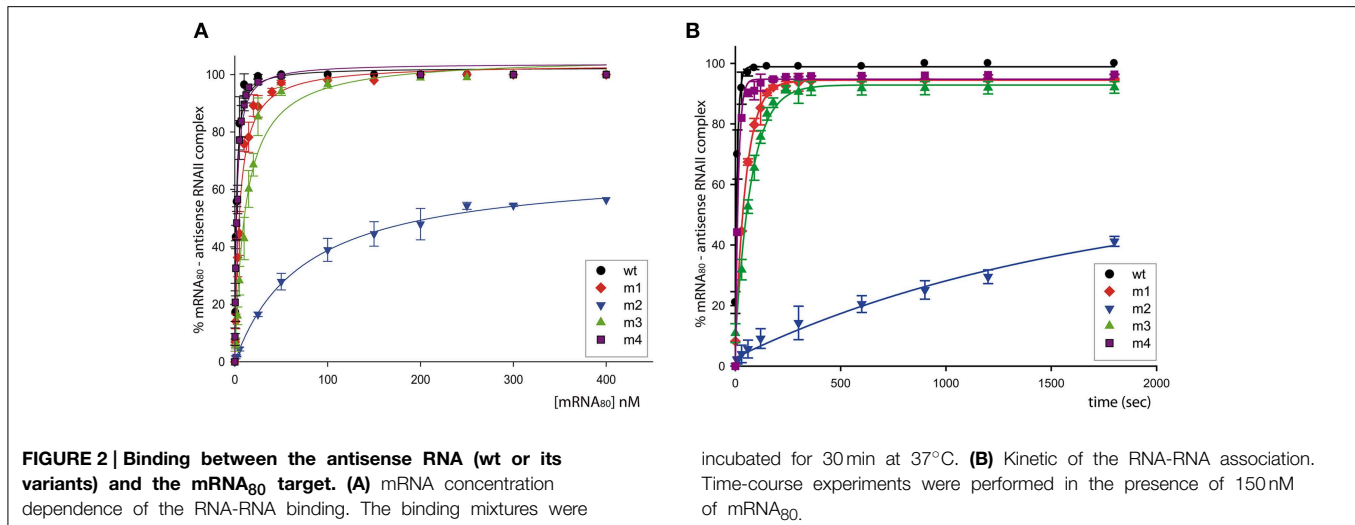 A
% mRNA80 - antisense RNAII complex
100
80
60
40
20
0
0
100
200
300
400
[mRNA80] nM
wt
m1
m2
m3
m4
B
% mRNA80 - antisense RNAII complex
100
80
60
40
20
0
0
500
1000
1500
2000
time (sec)
wt
m1
m2
m3
m4
FIGURE 2 | Binding between the antisense RNA (wt or its
variants) and the mRNA80 target. (A) mRNA concentration
dependence of the RNA-RNA binding. The binding mixtures were
incubated for 30 min at 37°C. (B) Kinetic of the RNA-RNA association.
Time-course experiments were performed in the presence of 150 nM
of mRNA80.